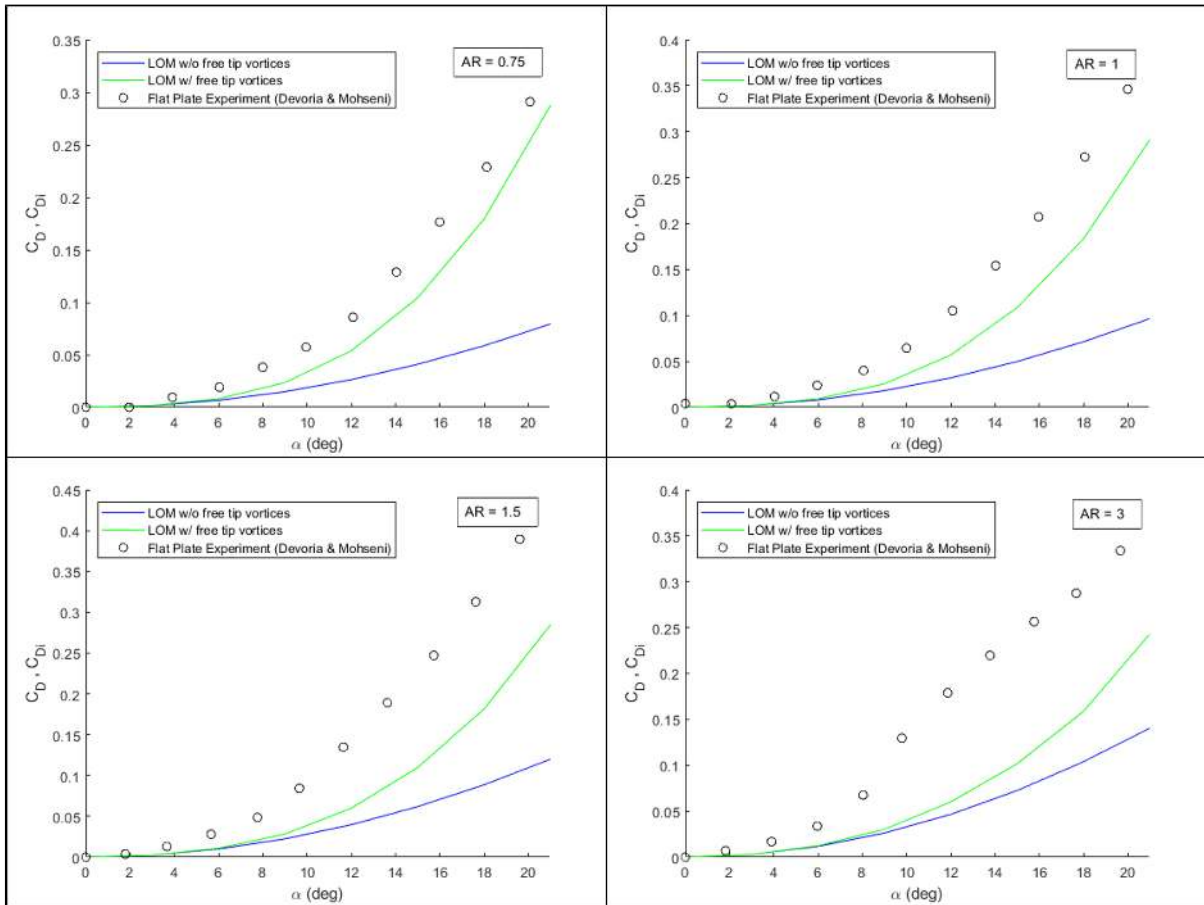 0.35
0.3
0.25
0.2
0.15
0.1
0.05
0
LOM w/o free tip vortices
LOM w/ free tip vortices
Flat Plate Experiment (Devoria & Mohseni)
AR = 0.75
C_D , C_Di
0 2 4 6 8 10 12 14 16 18 20
α (deg)
0.4
0.35
0.3
0.25
0.2
0.15
0.1
0.05
0
LOM w/o free tip vortices
LOM w/ free tip vortices
Flat Plate Experiment (Devoria & Mohseni)
AR = 1
C_D , C_Di
0 2 4 6 8 10 12 14 16 18 20
α (deg)
0.45
0.4
0.35
0.3
0.25
0.2
0.15
0.1
0.05
0
LOM w/o free tip vortices
LOM w/ free tip vortices
Flat Plate Experiment (Devoria & Mohseni)
AR = 1.5
C_D , C_Di
0 2 4 6 8 10 12 14 16 18 20
α (deg)
0.4
0.35
0.3
0.25
0.2
0.15
0.1
0.05
0
LOM w/o free tip vortices
LOM w/ free tip vortices
Flat Plate Experiment (Devoria & Mohseni)
AR = 3
C_D , C_Di
0 2 4 6 8 10 12 14 16 18 20
α (deg)